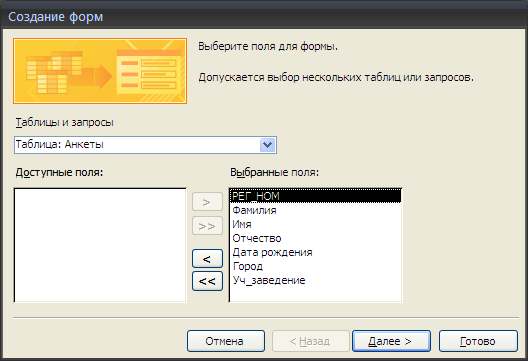 Создание форм
Выберите поля для формы.
Допускается выбор нескольких таблиц или запросов.
Таблицы и запросы
Таблица: Анкеты
Доступные поля:
Выбранные поля:
>
>>
<
<<
РЕГ_НОМ
Фамилия
Имя
Отчество
Дата рождения
Город
Уч_заведение
Отмена
< Назад
Далее >
Готово